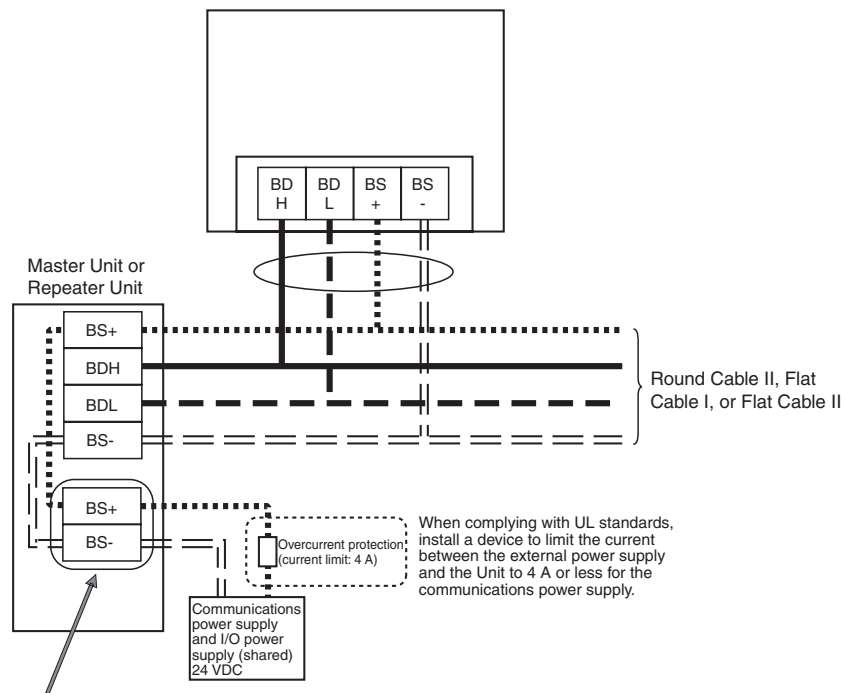 BD
H
BD
L
BS
+
BS
-
Master Unit or
Repeater Unit
BS+
BDH
BDL
BS-
Round Cable II, Flat
Cable I, or Flat Cable II
BS+
BS-
Overcurrent protection
(current limit: 4 A)
When complying with UL standards,
install a device to limit the current
between the external power supply
and the Unit to 4 A or less for the
communications power supply.
Communications
power supply
and I/O power
supply (shared)
24 VDC